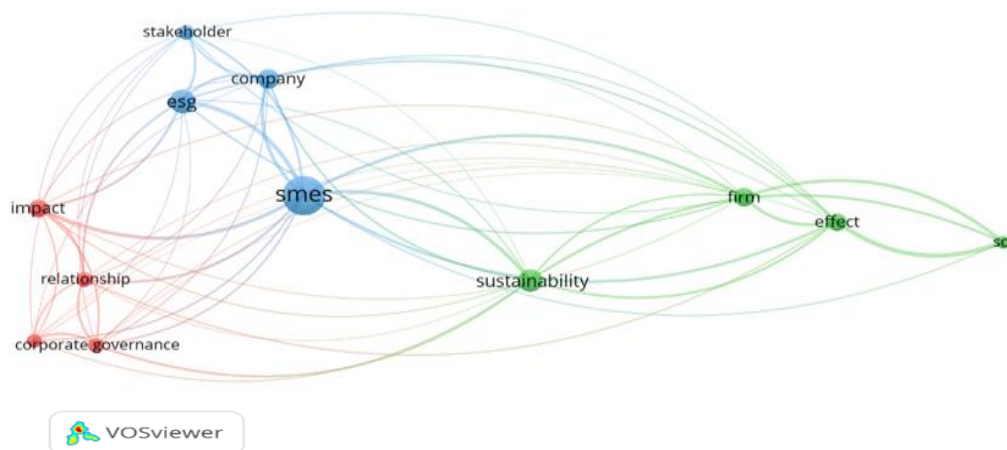 stakeholder
company
esg
smes
firm
impact
effect
relationship
sustainability
corporate governance
VOSviewer